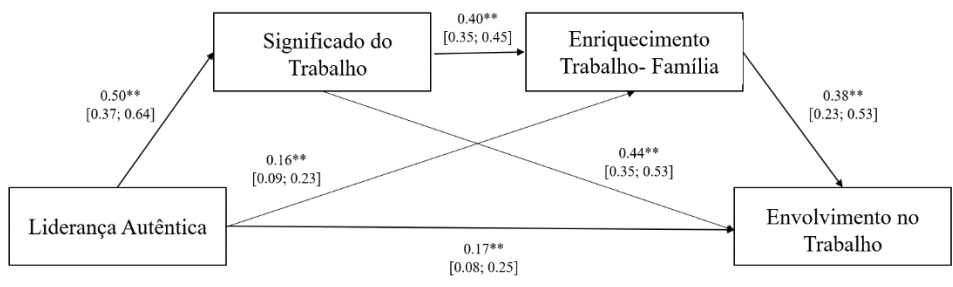 Significado do
Trabalho
0.40**
[0.35; 0.45]
Enriquecimento
Trabalho- Família
0.50**
[0.37; 0.64]
0.38**
[0.23; 0.53]
0.16**
[0.09; 0.23]
0.44**
[0.35; 0.53]
Liderança Autêntica
Envolvimento no
Trabalho
0.17**
[0.08; 0.25]